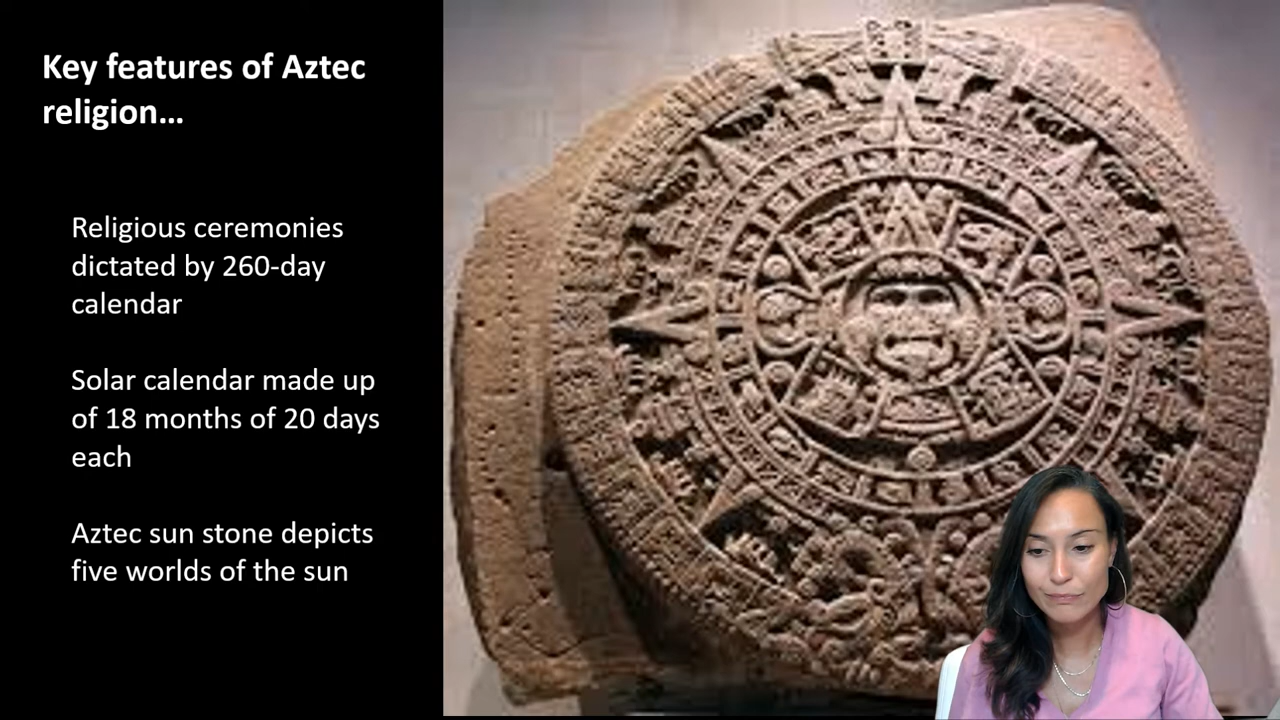 Key features of Aztec
religion...
Religious ceremonies
dictated by 260-day
calendar
Solar calendar made up
of 18 months of 20 days
each
Aztec sun stone depicts
five worlds of the sun